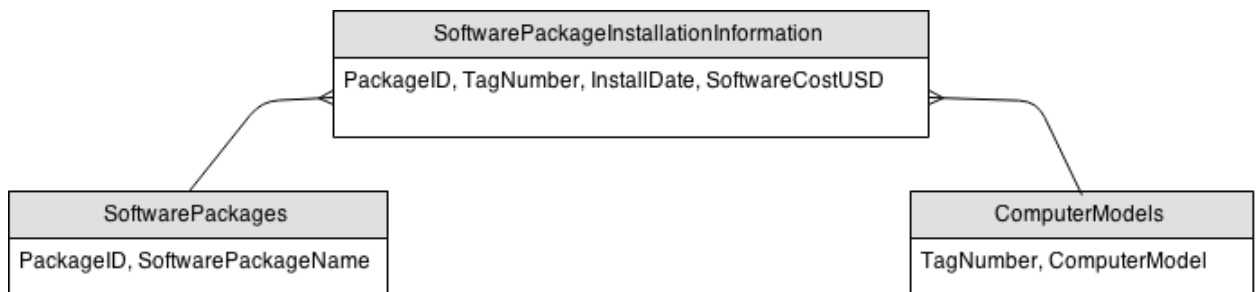 SoftwarePackageInstallationInformation
PackageID, TagNumber, InstallDate, SoftwareCostUSD
SoftwarePackages
PackageID, SoftwarePackageName
ComputerModels
TagNumber, ComputerModel